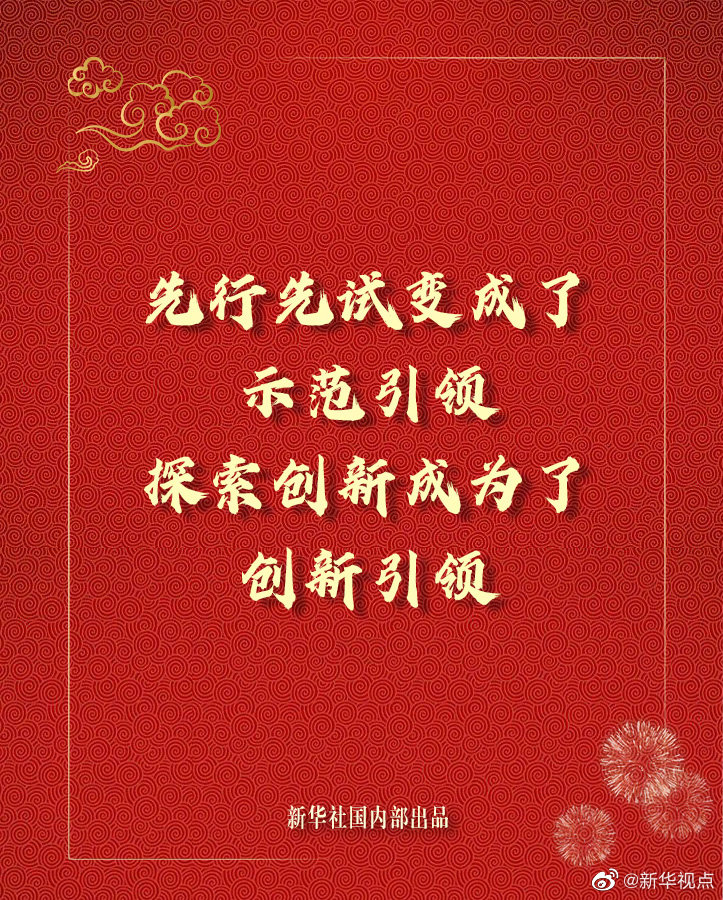 先行先试变成了
示范引领
探索创新成为了
创新引领
新华社国内部出品
@新华视点